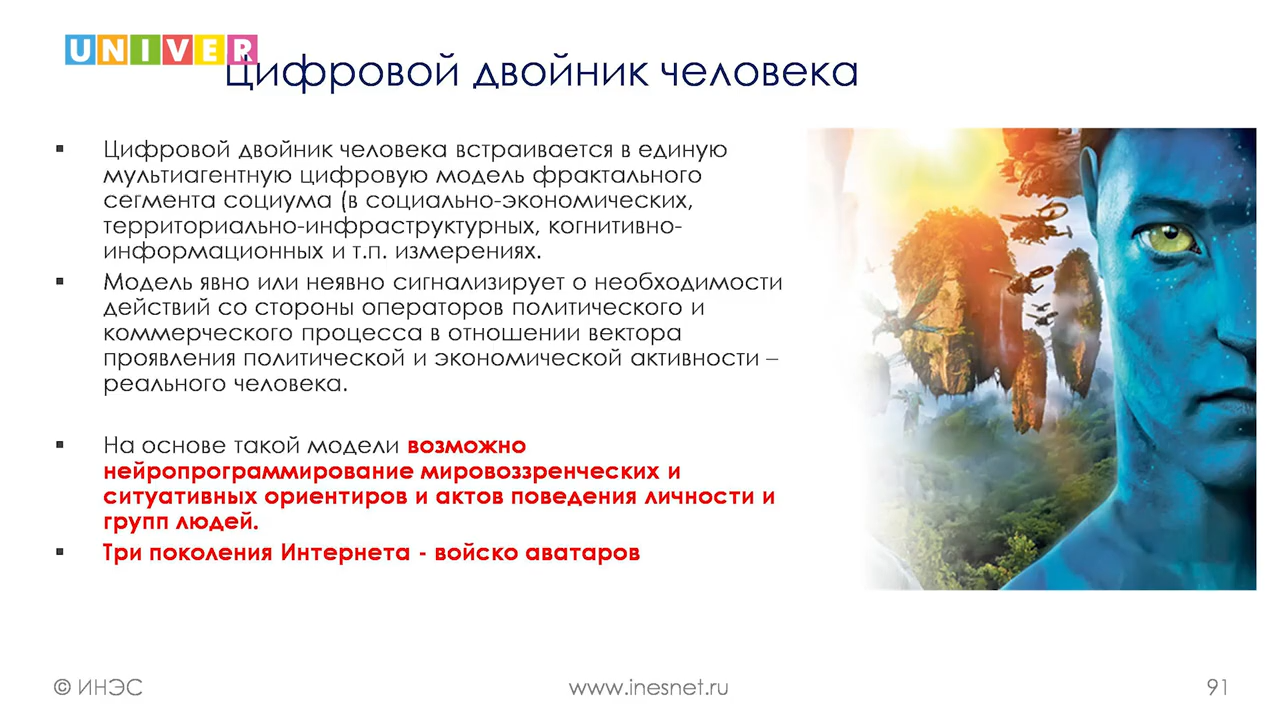 UNIVER
Цифровой двойник человека
▪ Цифровой двойник человека встраивается в единую
мультиагентную цифровую модель фрактального
сегмента социума (в социально-экономических,
территориально-инфраструктурных, когнитивно-
информационных и т.п. измерениях.
▪ Модель явно или неявно сигнализирует о необходимости
действий со стороны операторов политического и
коммерческого процесса в отношении вектора
проявления политической и экономической активности –
реального человека.
▪ На основе такой модели возможно
нейропрограммирование мировоззренческих и
ситуативных ориентиров и актов поведения личности и
групп людей.
▪ Три поколения Интернета - войско аватаров
© ИНЭС
www.inesnet.ru
91